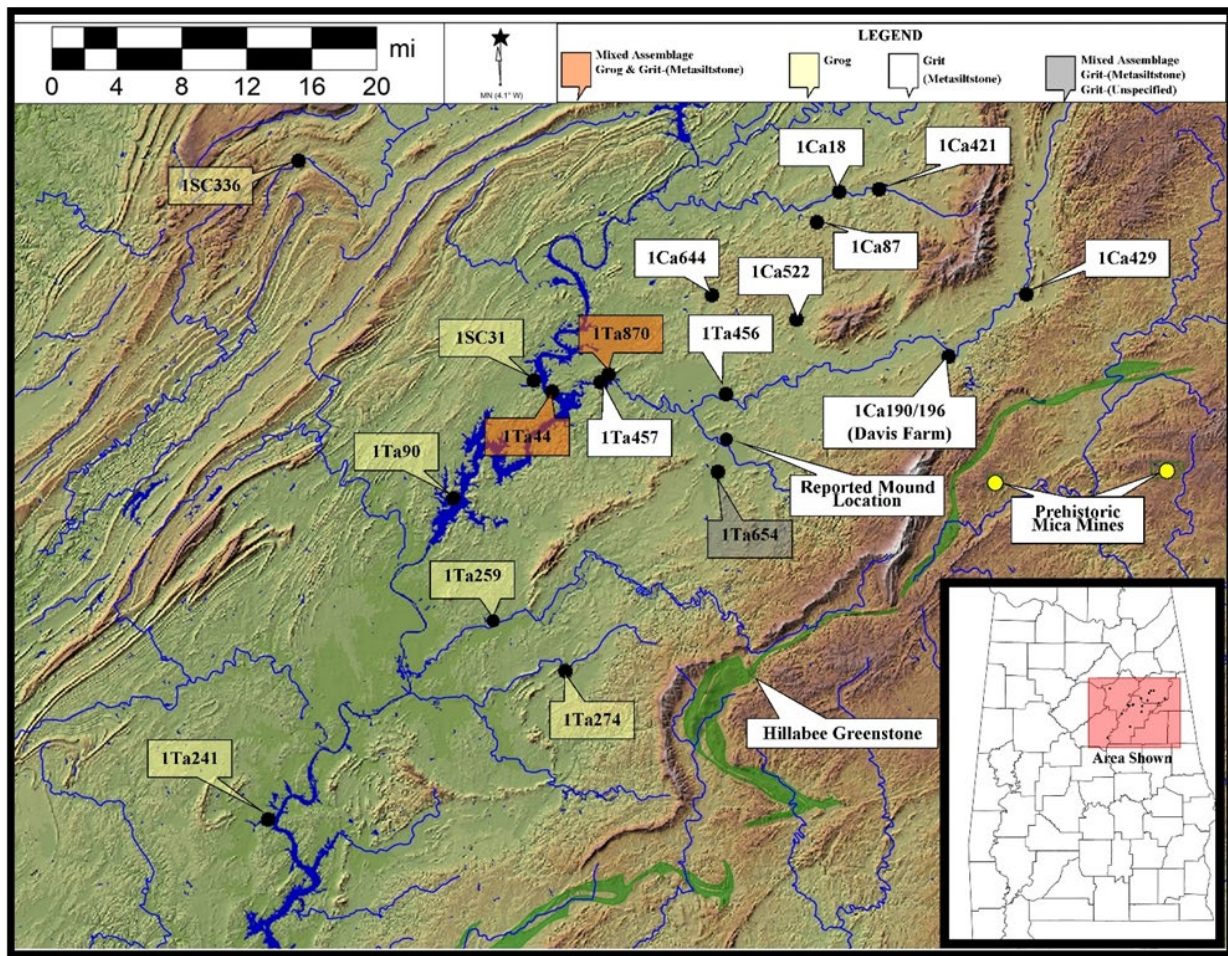 mi
0 4 8 12 16 20
MN (4.1° W)
LEGEND
Mixed Assemblage
Grog & Grit-(Metasiltstone)
Grog
Grit
(Metasiltstone)
Mixed Assemblage
Grit-(Metasiltstone)
Grit-(Unspecified)
1SC336
1Ca18
1Ca421
1Ca87
1Ca644
1Ca522
1Ca429
1SC31
1Ta870
1Ta456
1Ta44
1Ta457
1Ca190/196
(Davis Farm)
1Ta90
Reported Mound
Location
Prehistoric
Mica Mines
1Ta654
1Ta259
1Ta274
Hillabee Greenstone
1Ta241
Area Shown